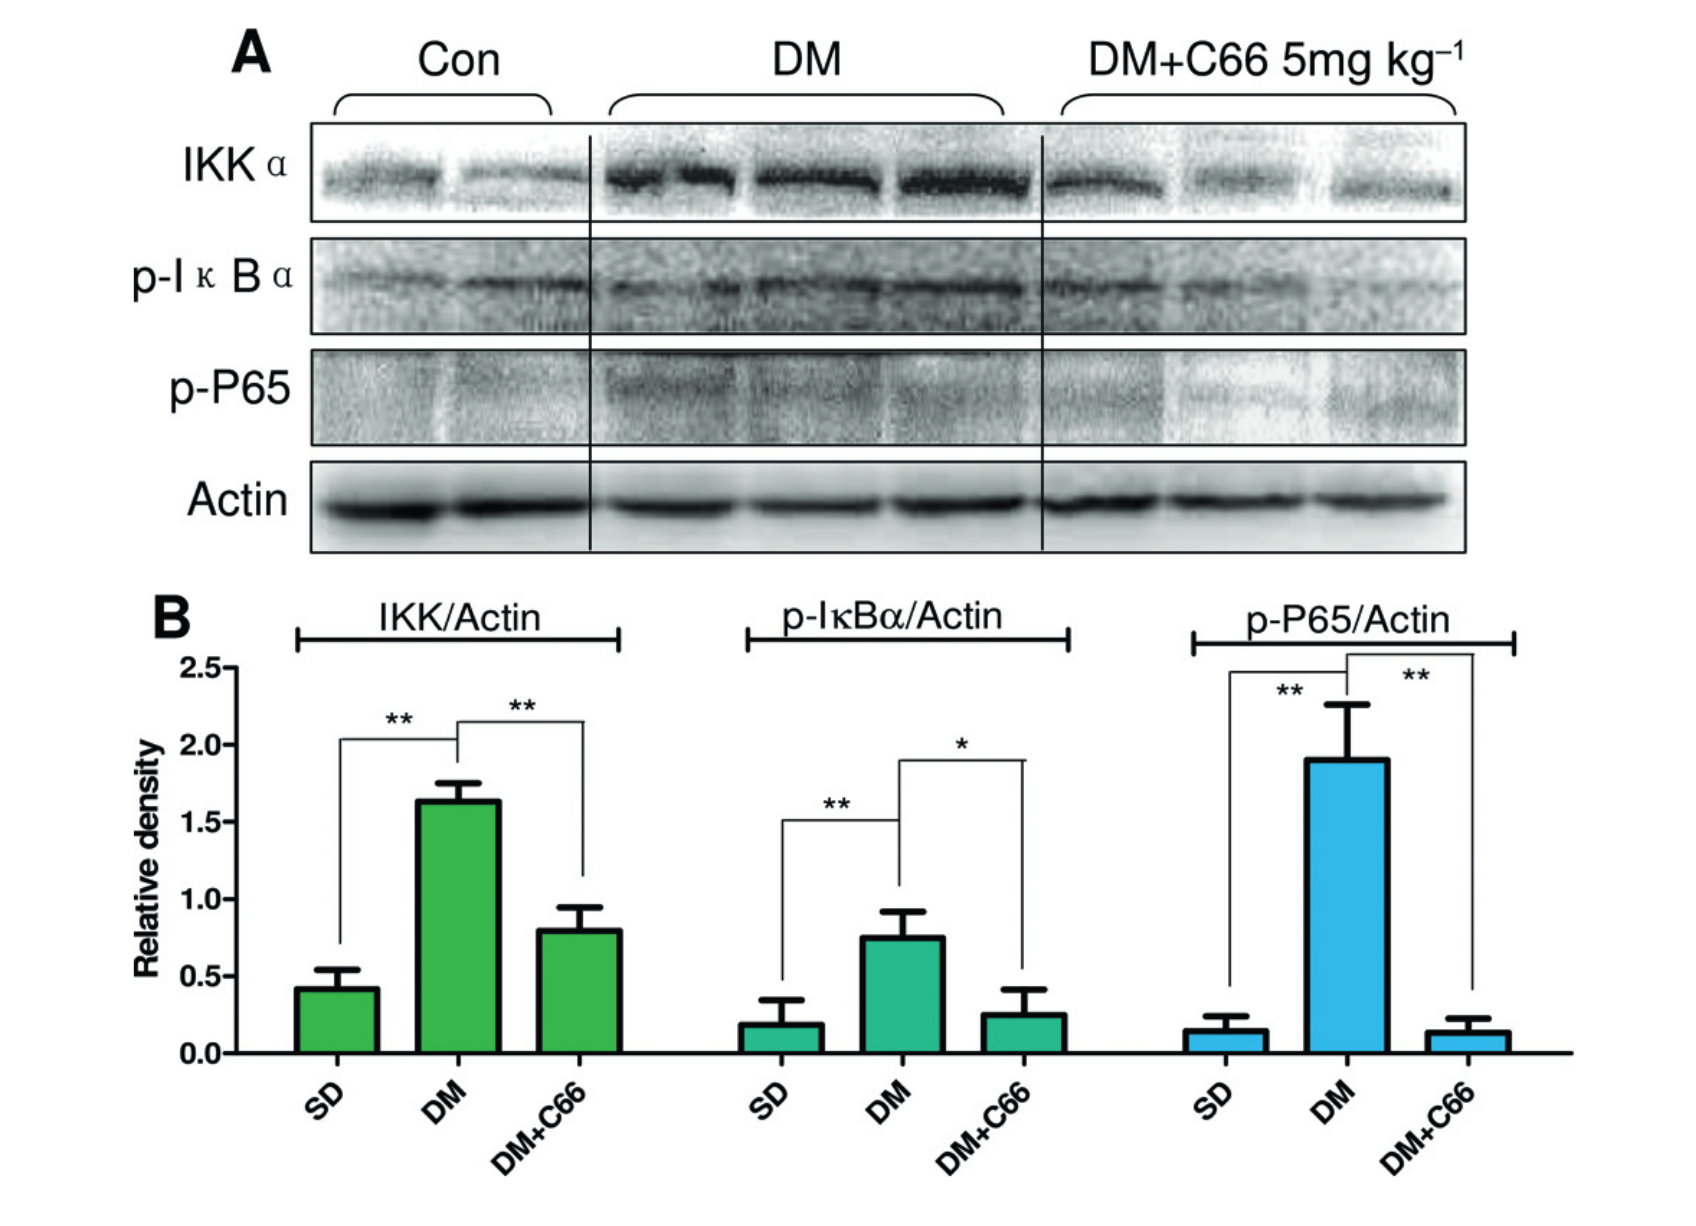 A
Con DM DM+C66 5mg kg⁻¹
IKK α
p-I κ B α
p-P65
Actin
B
IKK/Actin p-IκBα/Actin p-P65/Actin
Relative density
2.5
2.0
1.5
1.0
0.5
0.0
** ** ** * ** **
SD DM DM+C66 SD DM DM+C66 SD DM DM+C66